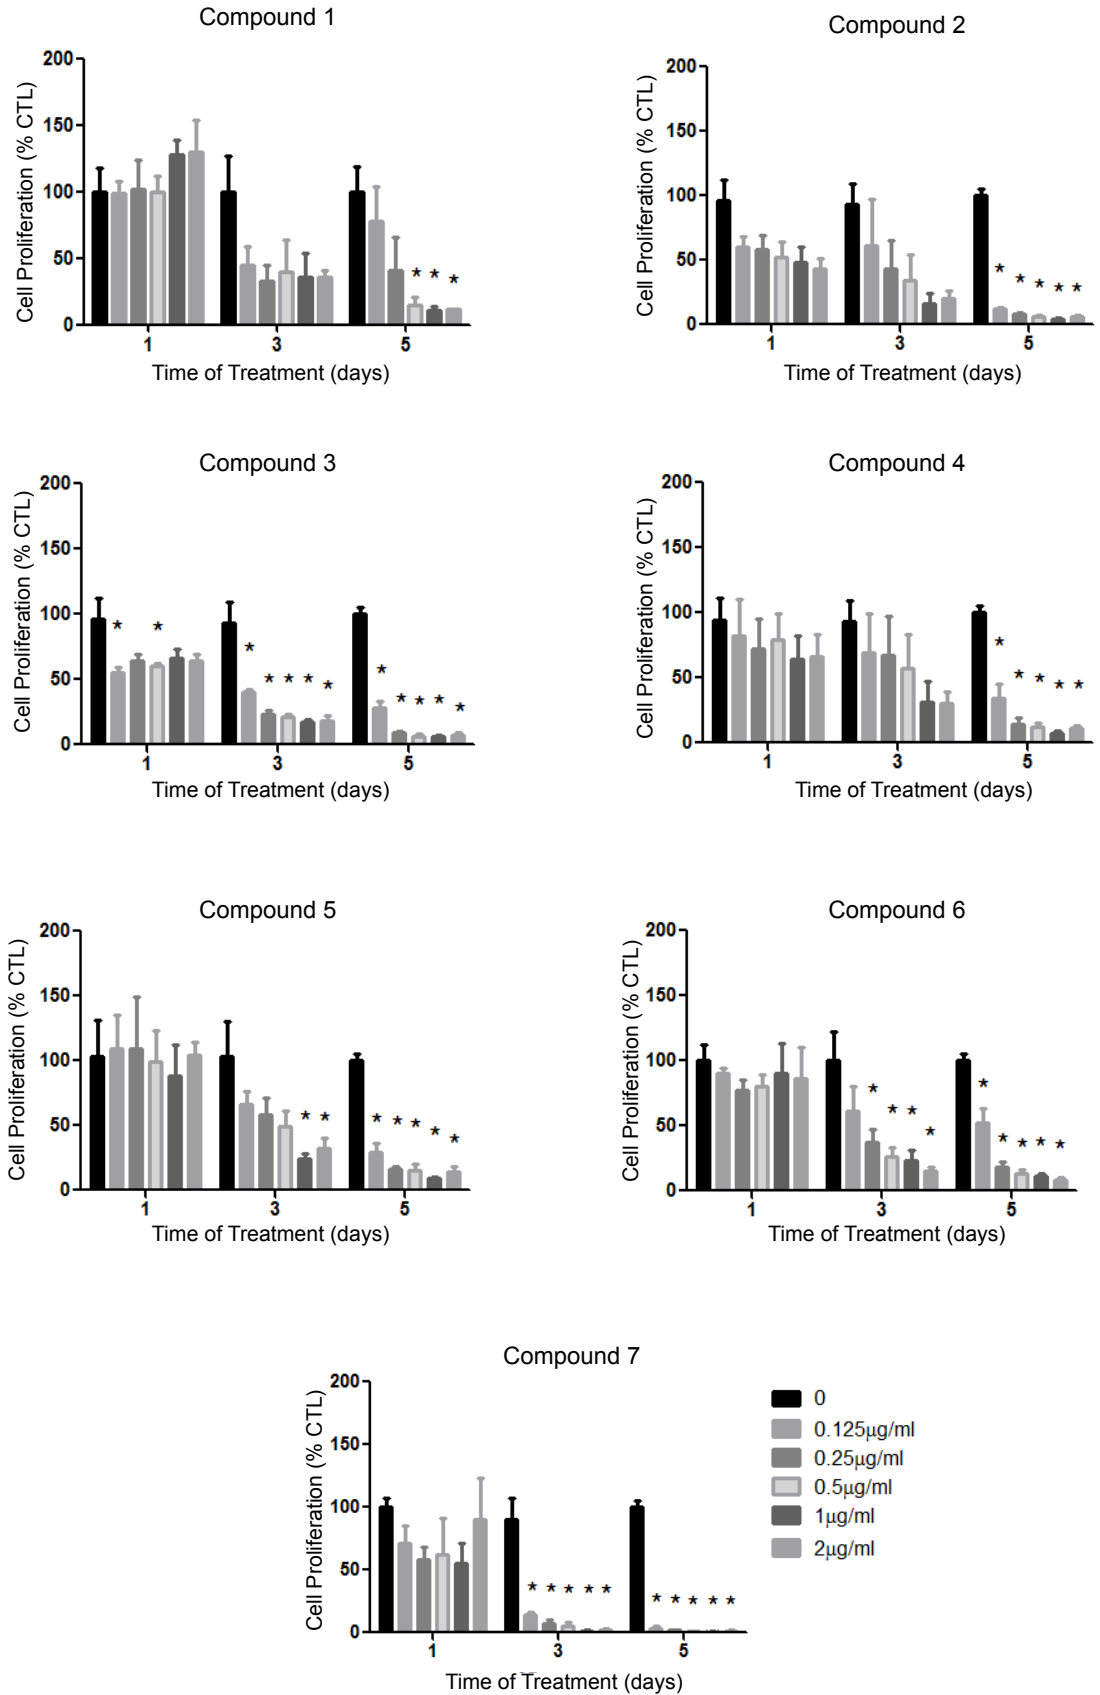 Compound 1
Cell Proliferation (% CTL)
200
150
100
50
0
* * *
1 3 5
Time of Treatment (days)
Compound 2
Cell Proliferation (% CTL)
200
150
100
50
0
* * * * *
1 3 5
Time of Treatment (days)
Compound 3
Cell Proliferation (% CTL)
200
150
100
50
0
* * * * * * * * * * * *
1 3 5
Time of Treatment (days)
Compound 4
Cell Proliferation (% CTL)
200
150
100
50
0
* * * * *
1 3 5
Time of Treatment (days)
Compound 5
Cell Proliferation (% CTL)
200
150
100
50
0
* * * * * * *
1 3 5
Time of Treatment (days)
Compound 6
Cell Proliferation (% CTL)
200
150
100
50
0
* * * * * * * * *
1 3 5
Time of Treatment (days)
Compound 7
Cell Proliferation (% CTL)
200
150
100
50
0
* * * * * * * * * *
1 3 5
Time of Treatment (days)
0
0.125µg/ml
0.25µg/ml
0.5µg/ml
1µg/ml
2µg/ml